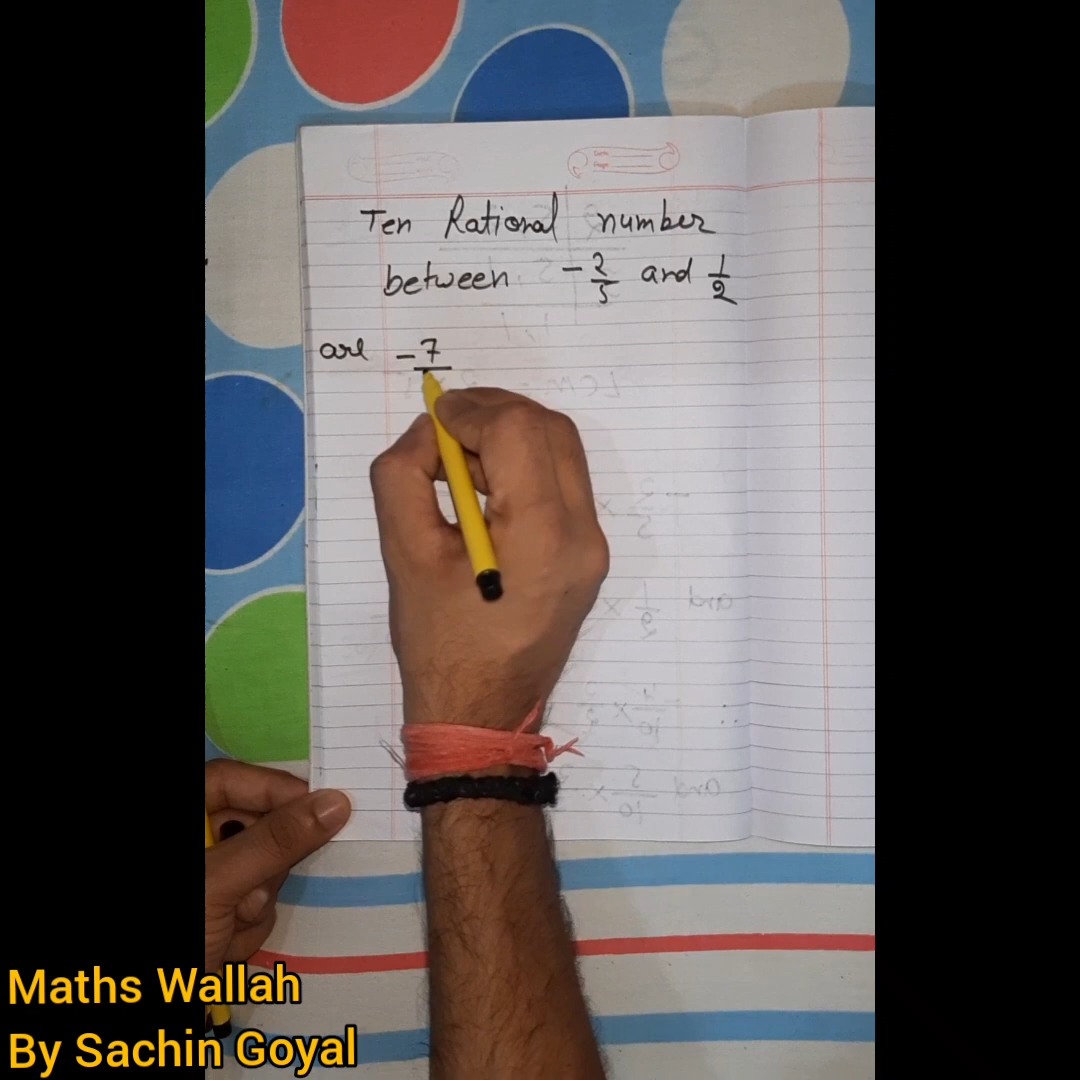 Ten Rational number
between -2/5 and 1/2
are -7
Maths Wallah
By Sachin Goyal